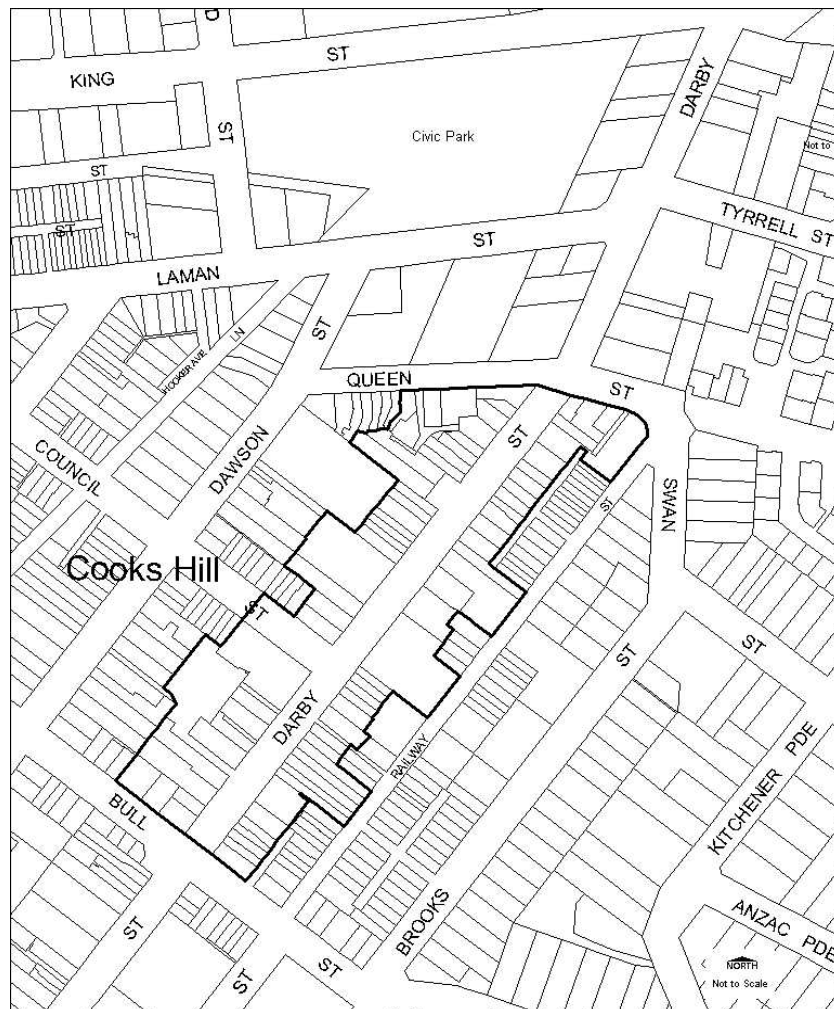 D
ST
KING
DARBY
ST
Civic Park
Not to
ST
TYRRELL ST
ST
ST
LAMAN
ST
HOOKER AVE
LN
QUEEN
ST
COUNCIL
DAWSON
ST
SWAN
ST
Cooks Hill
ST
ST
ST
DARBY
RAILWAY
KITCHENER PDE
BULL
BROOKS
ANZAC PDE
ST
ST
ST
NORTH
Not to Scale